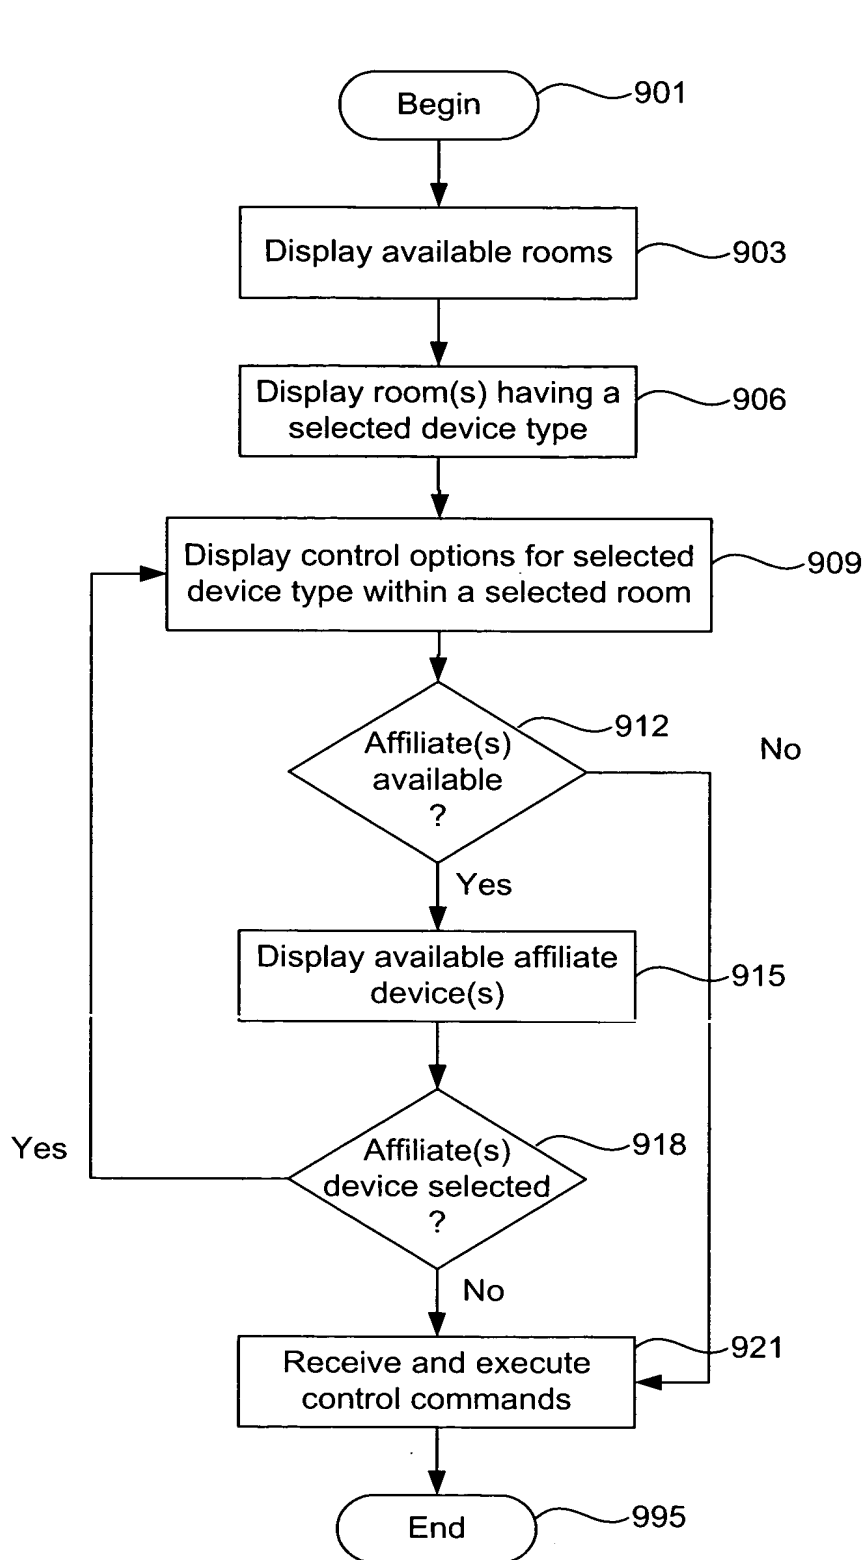 Begin
901
Display available rooms
903
Display room(s) having a
selected device type
906
Display control options for selected
device type within a selected room
909
Affiliate(s)
available
?
912
No
Yes
Display available affiliate
device(s)
915
Affiliate(s)
device selected
?
918
Yes
No
Receive and execute
control commands
921
End
995